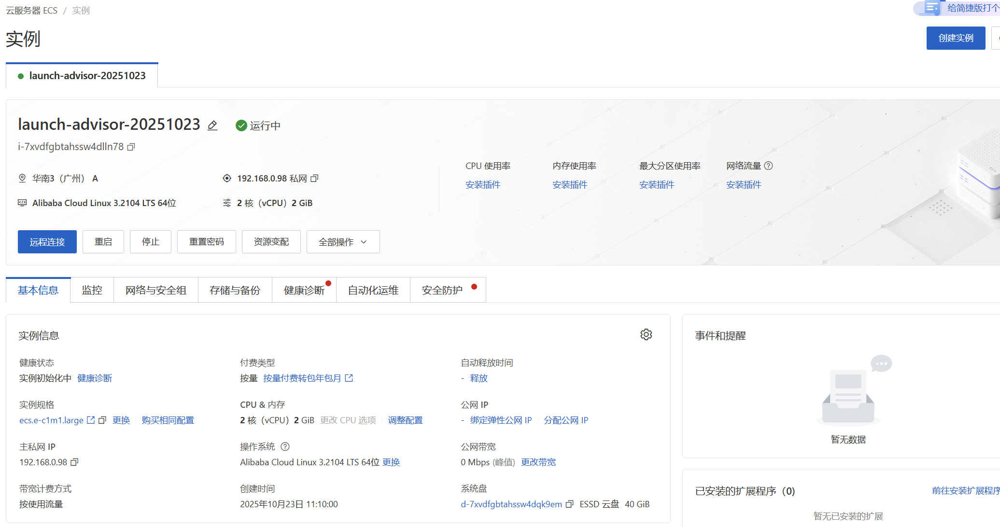 云服务器 ECS / 实例
给简捷版打个
实例
创建实例
launch-advisor-20251023
launch-advisor-20251023 运行中
i-7xvdfgbtahssw4dlln78
CPU 使用率 内存使用率 最大分区使用率 网络流量
华南3（广州） A 192.168.0.98 私网
安装插件 安装插件 安装插件 安装插件
Alibaba Cloud Linux 3.2104 LTS 64位 2 核（vCPU）2 GiB
远程连接 重启 停止 重置密码 资源变配 全部操作
基本信息 监控 网络与安全组 存储与备份 健康诊断 自动化运维 安全防护
实例信息
健康状态 付费类型 自动释放时间
实例初始化中 健康诊断 按量 按量付费转包年包月 - 释放
实例规格 CPU & 内存 公网 IP
ecs.e-c1m1.large 更换 购买相同配置 2 核（vCPU）2 GiB 更改 CPU 选项 调整配置 - 绑定弹性公网 IP 分配公网 IP
主私网 IP 操作系统 公网带宽
192.168.0.98 Alibaba Cloud Linux 3.2104 LTS 64位 更换 0 Mbps (峰值) 更改带宽
带宽计费方式 创建时间 系统盘
按使用流量 2025年10月23日 11:10:00 d-7xvdfgbtahssw4dqk9em ESSD 云盘 40 GiB
事件和提醒
暂无数据
已安装的扩展程序（0） 前往安装扩展程序
暂无已安装的扩展